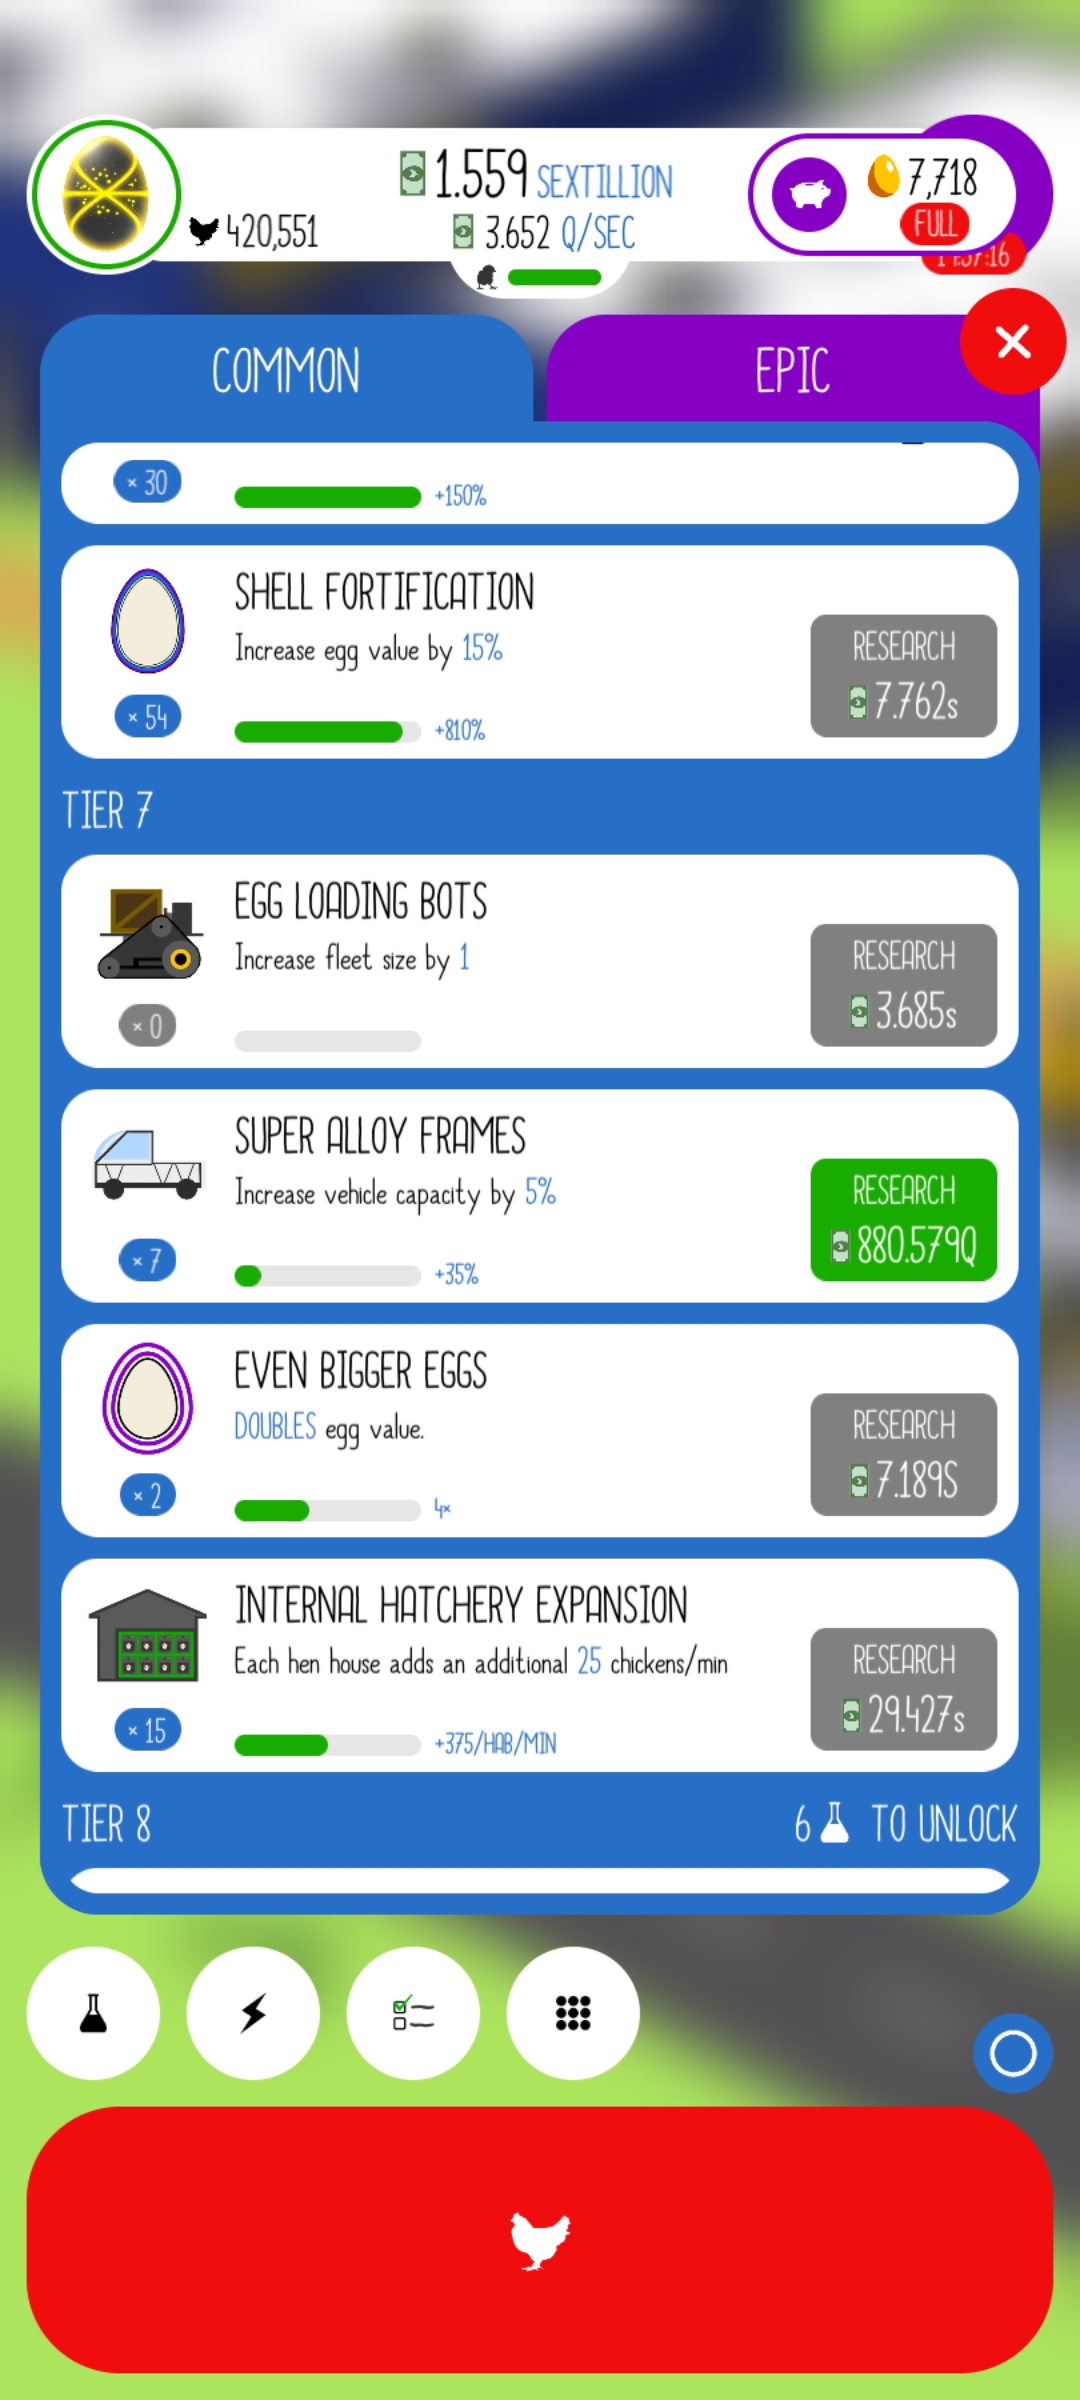 1.559 SEXTILLION
7,718
420,551
3.652 Q/SEC
FULL
COMMON
EPIC
× 30
+150%
SHELL FORTIFICATION
Increase egg value by 15%
RESEARCH
7.762s
× 54
+810%
TIER 7
EGG LOADING BOTS
Increase fleet size by 1
RESEARCH
3.685s
× 0
SUPER ALLOY FRAMES
Increase vehicle capacity by 5%
RESEARCH
880.579Q
× 7
+35%
EVEN BIGGER EGGS
DOUBLES egg value.
RESEARCH
7.189S
× 2
4×
INTERNAL HATCHERY EXPANSION
Each hen house adds an additional 25 chickens/min
RESEARCH
29.427s
× 15
+375/HAB/MIN
TIER 8
6 TO UNLOCK